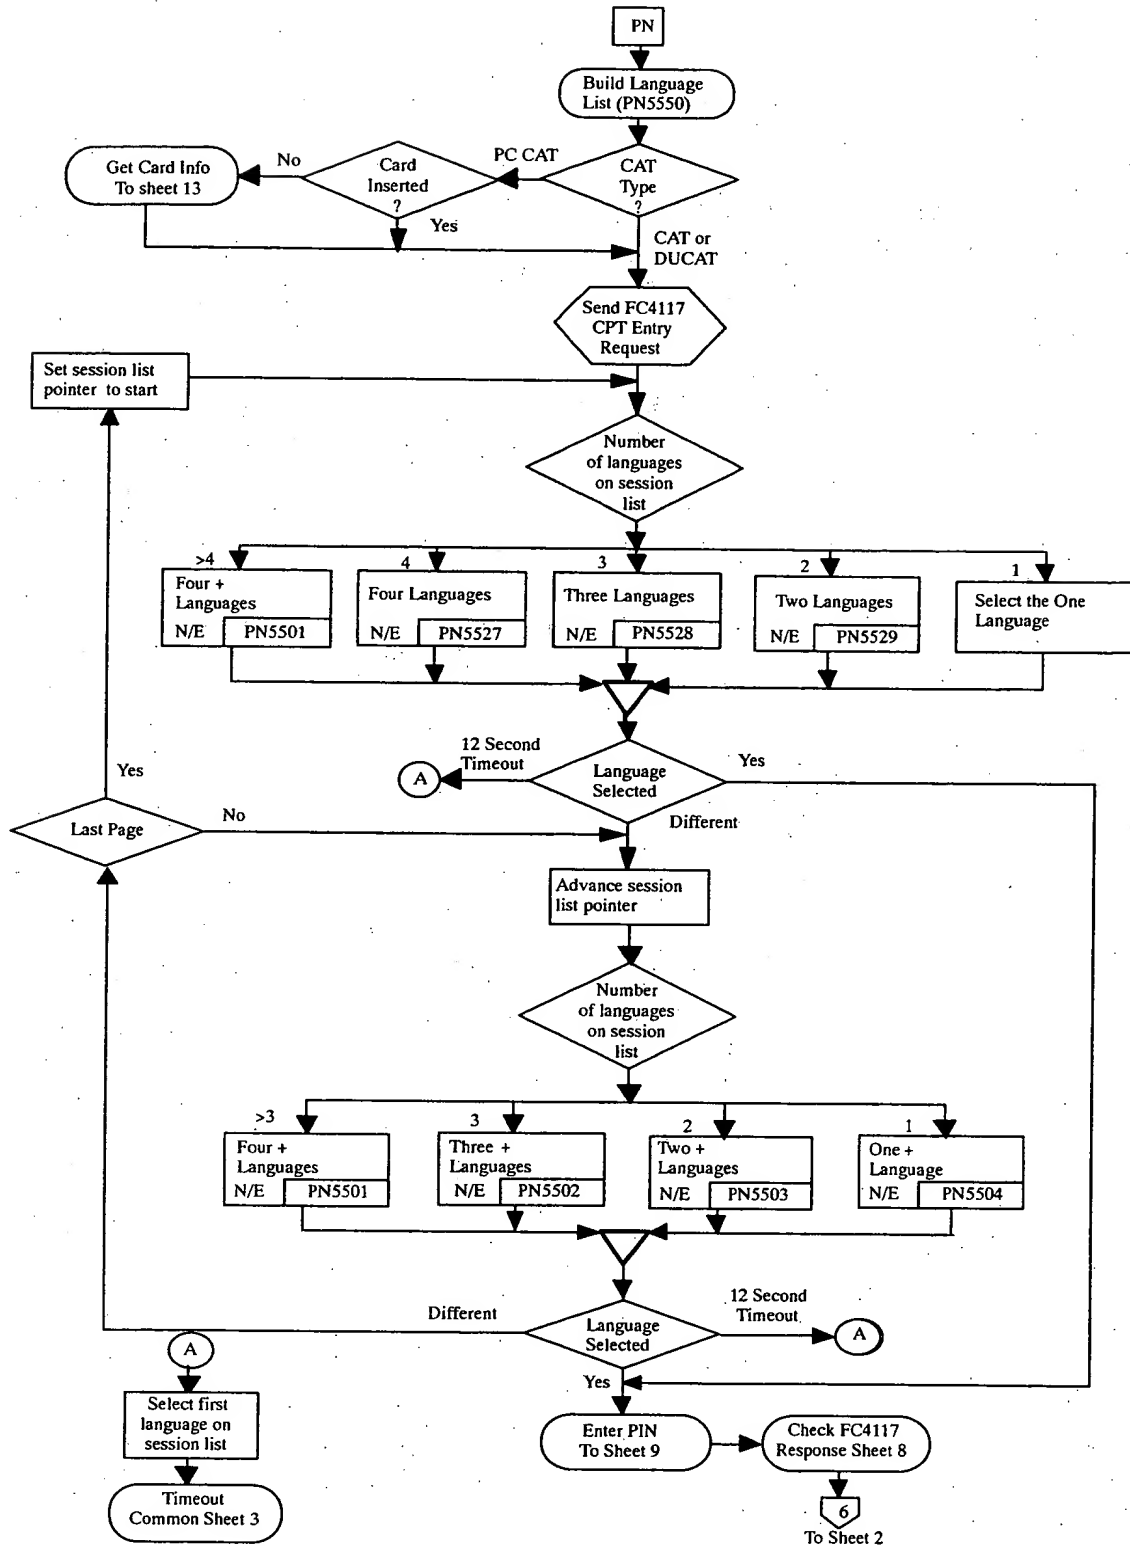 PN
Build Language
List (PN5550)
No
Get Card Info
To sheet 13
Card
Inserted
?
PC CAT
CAT
Type
?
Yes
CAT or
DUCAT
Send FC4117
CPT Entry
Request
Set session list
pointer to start
Number
of languages
on session
list
>4
4
3
2
1
Four +
Languages
N/E
PN5501
Four Languages
N/E
PN5527
Three Languages
N/E
PN5528
Two Languages
N/E
PN5529
Select the One
Language
12 Second
Timeout
A
Language
Selected
Yes
Different
Yes
Last Page
No
Advance session
list pointer
Number
of languages
on session
list
>3
3
2
1
Four +
Languages
N/E
PN5501
Three +
Languages
N/E
PN5502
Two +
Languages
N/E
PN5503
One +
Language
N/E
PN5504
Different
Language
Selected
12 Second
Timeout
A
Yes
A
Select first
language on
session list
Timeout
Common Sheet 3
Enter PIN
To Sheet 9
Check FC4117
Response Sheet 8
6
To Sheet 2